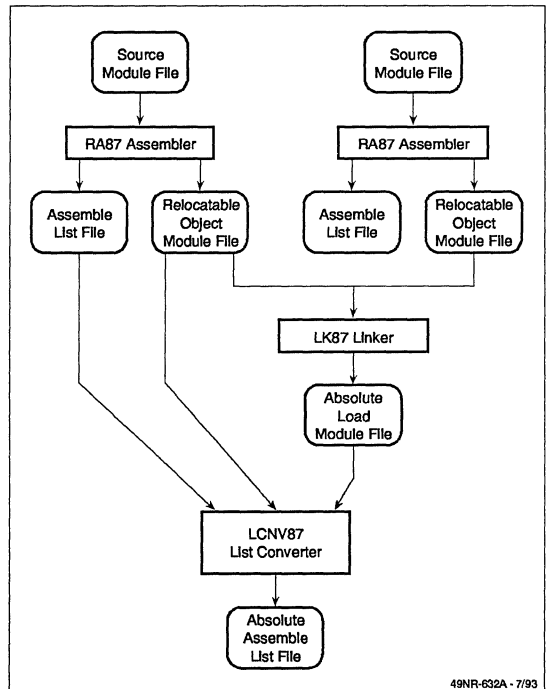 Source
Module File
Source
Module File
RA87 Assembler
RA87 Assembler
Assemble
List File
Relocatable
Object
Module File
Assemble
List File
Relocatable
Object
Module File
LK87 Linker
Absolute
Load
Module File
LCNV87
List Converter
Absolute
Assemble
List File
49NR-632A - 7/93